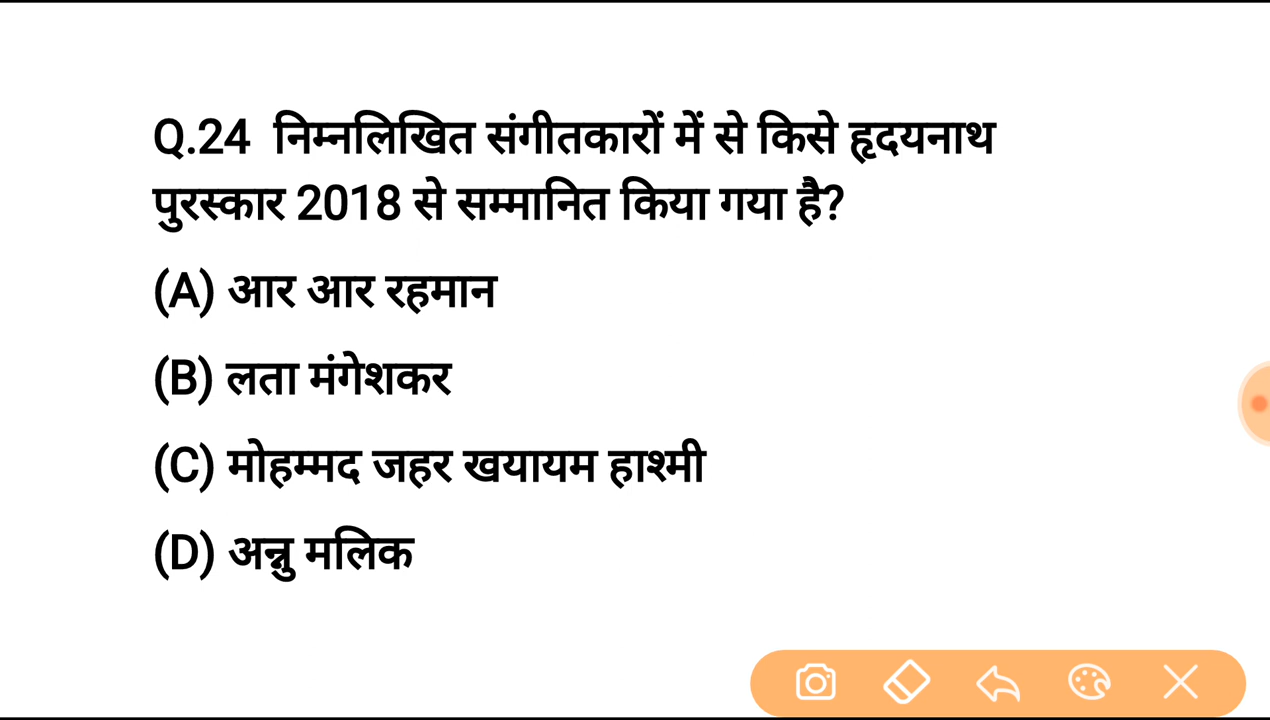 Q.24 निम्नलिखित संगीतकारों में से किसे हृदयनाथ
पुरस्कार 2018 से सम्मानित किया गया है?
(A) आर आर रहमान
(B) लता मंगेशकर
(C) मोहम्मद जहर खयायम हाश्मी
(D) अन्नु मलिक